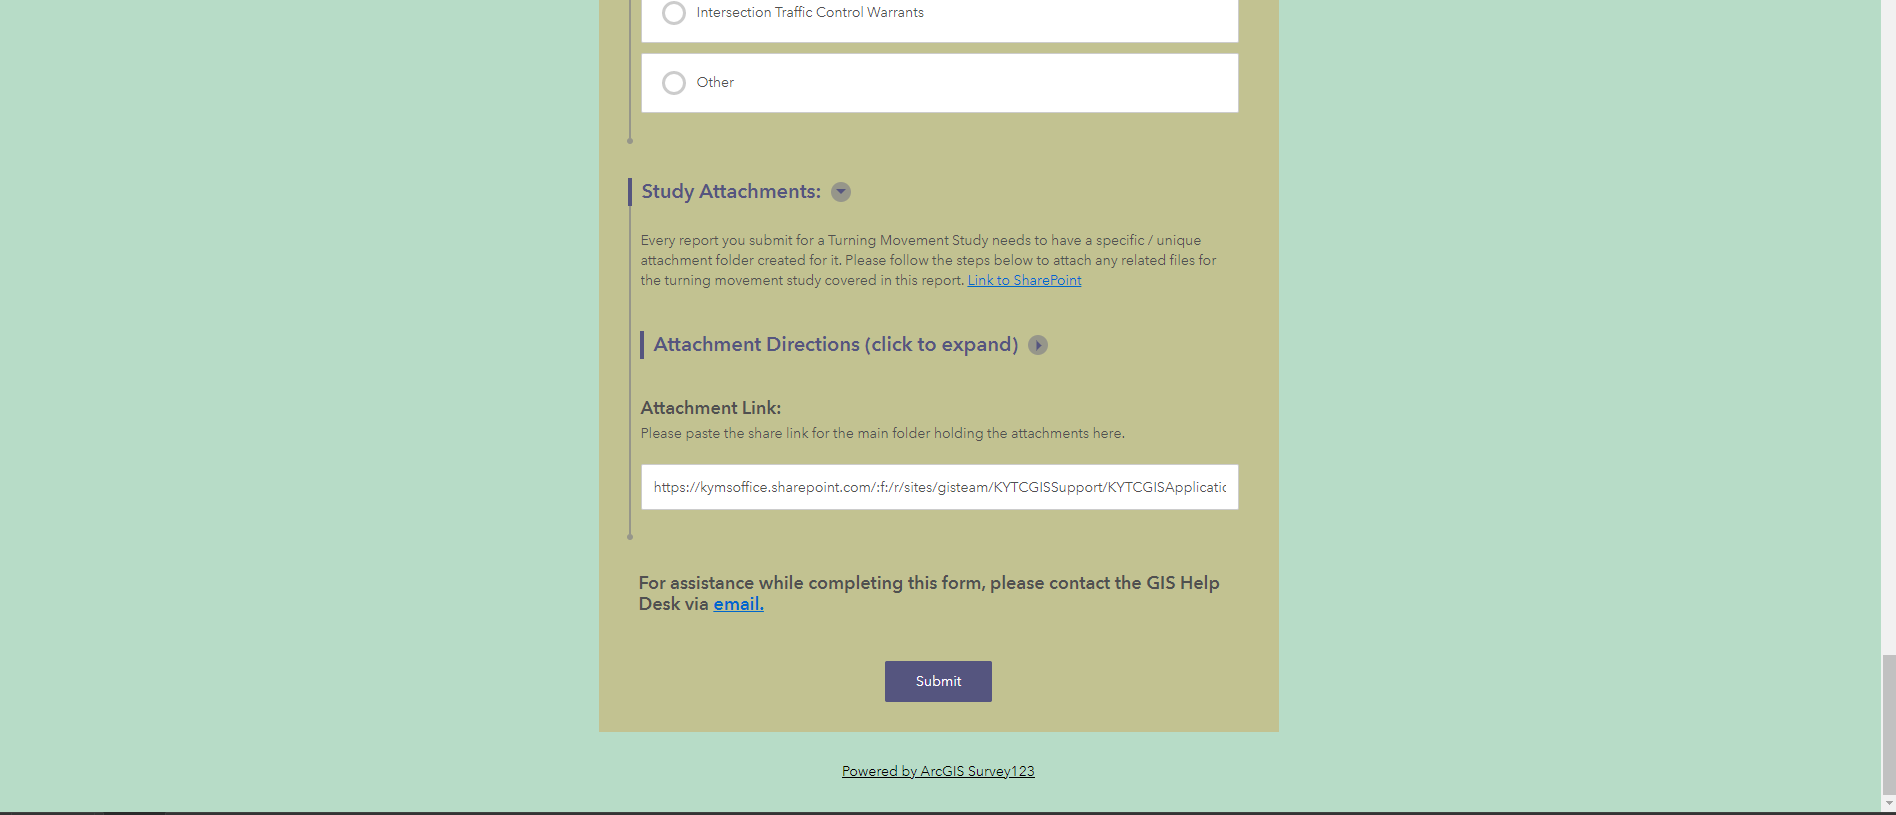 Intersection Traffic Control Warrants
Other
Study Attachments:
Every report you submit for a Turning Movement Study needs to have a specific / unique
attachment folder created for it. Please follow the steps below to attach any related files for
the turning movement study covered in this report. Link to SharePoint
Attachment Directions (click to expand)
Attachment Link:
Please paste the share link for the main folder holding the attachments here.
https://kymsoffice.sharepoint.com/:f:/r/sites/gisteam/KYTCGISSupport/KYTCGISApplicatic
For assistance while completing this form, please contact the GIS Help
Desk via email.
Submit
Powered by ArcGIS Survey123